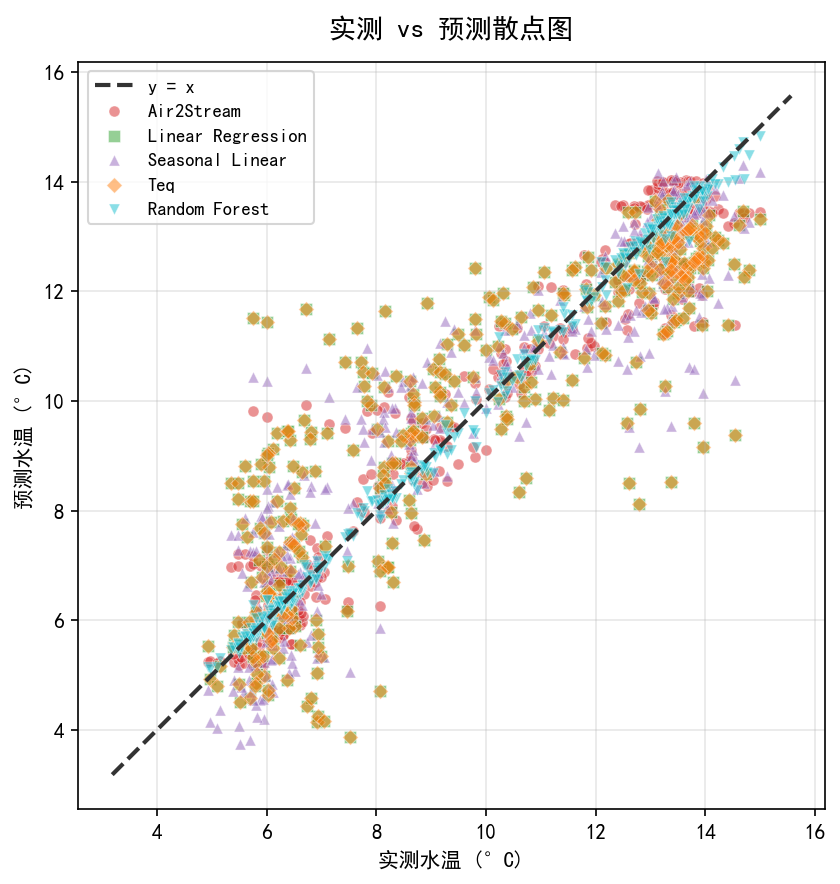 实测 vs 预测散点图
y = x
Air2Stream
Linear Regression
Seasonal Linear
Teq
Random Forest
16
14
12
10
8
6
4
预测水温 (°C)
4 6 8 10 12 14 16
实测水温 (°C)